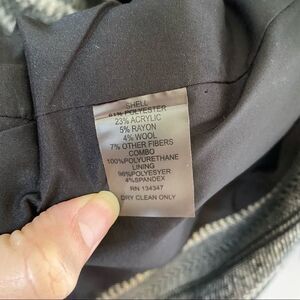 SHELL
61% POLYESTER
23% ACRYLIC
5% RAYON
4% WOOL
7% OTHER FIBERS
COMBO
100%POLYURETHANE
LINING
96%POLYESYER
4%SPANDEX
RN 134347
DRY CLEAN ONLY